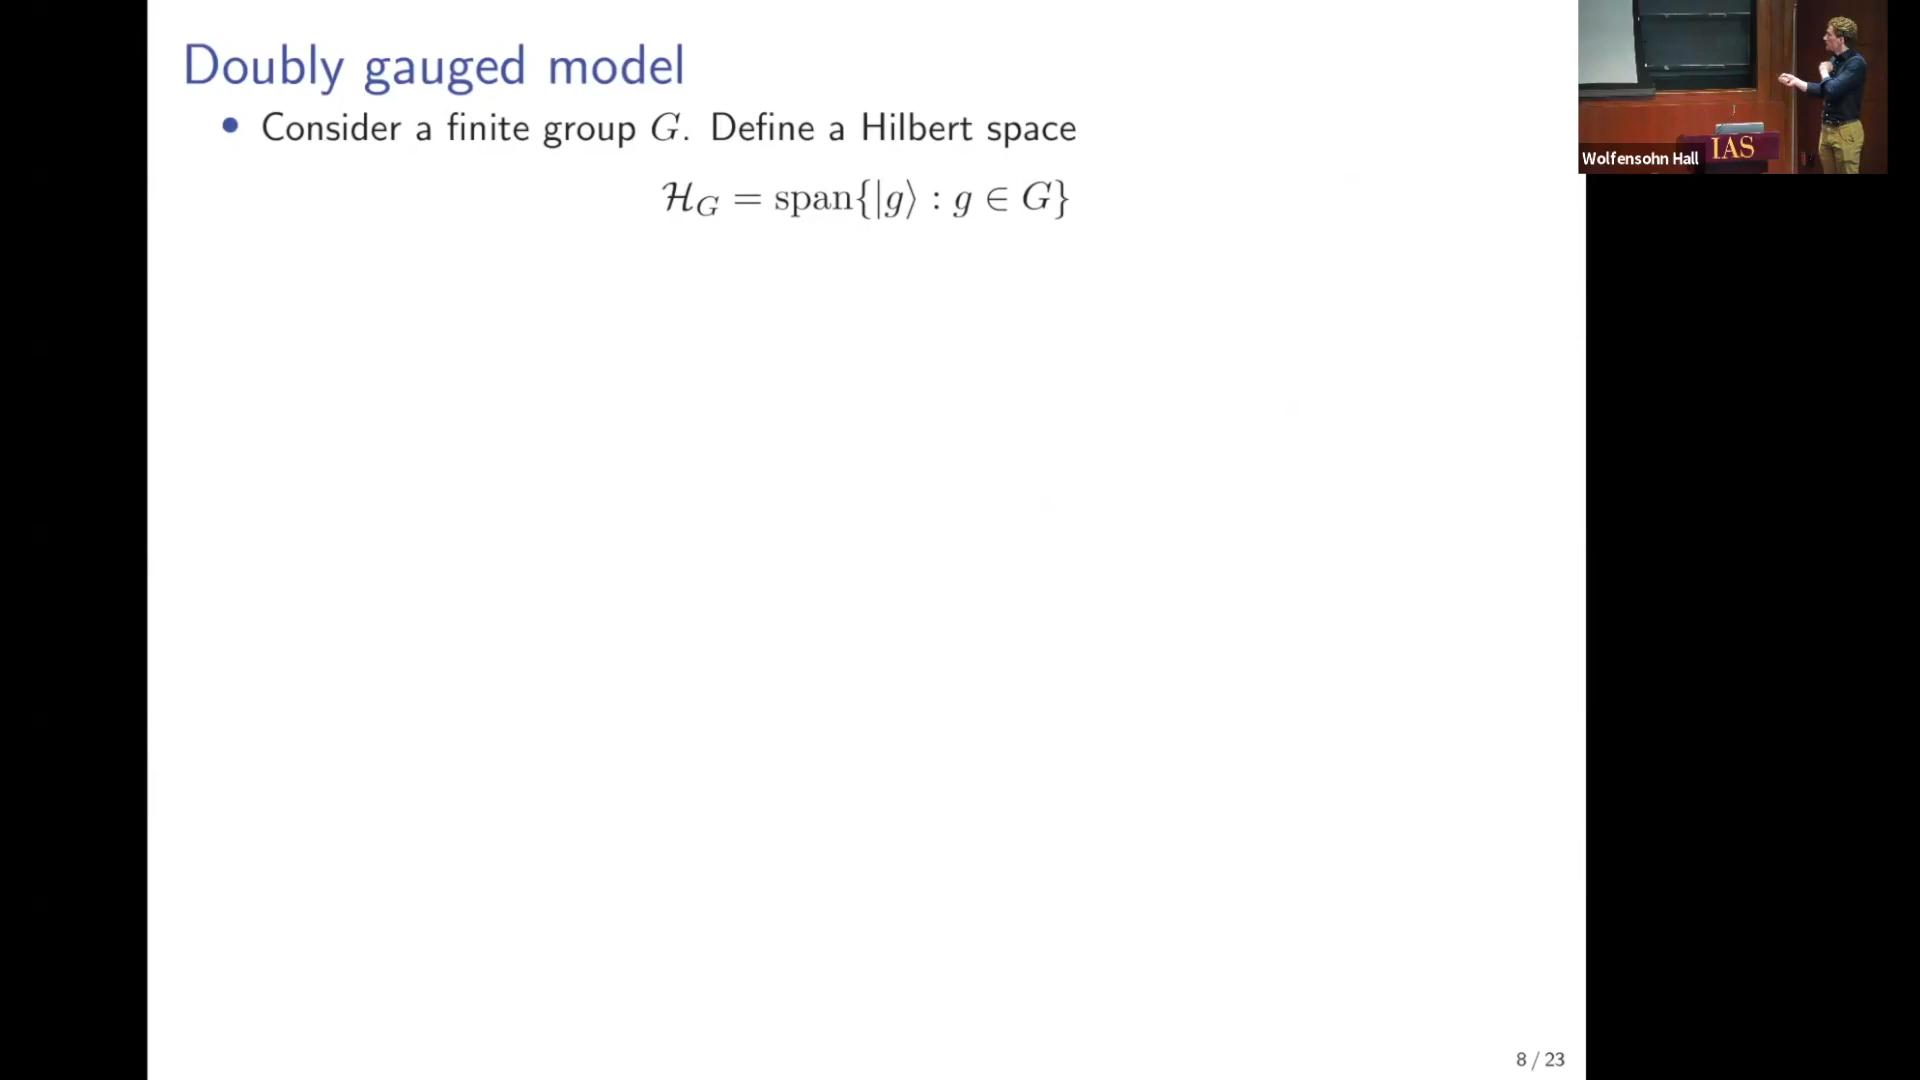 Doubly gauged model
• Consider a finite group G. Define a Hilbert space
ℋ_G = span{|g⟩ : g ∈ G}
8 / 23
Wolfensohn Hall
IAS